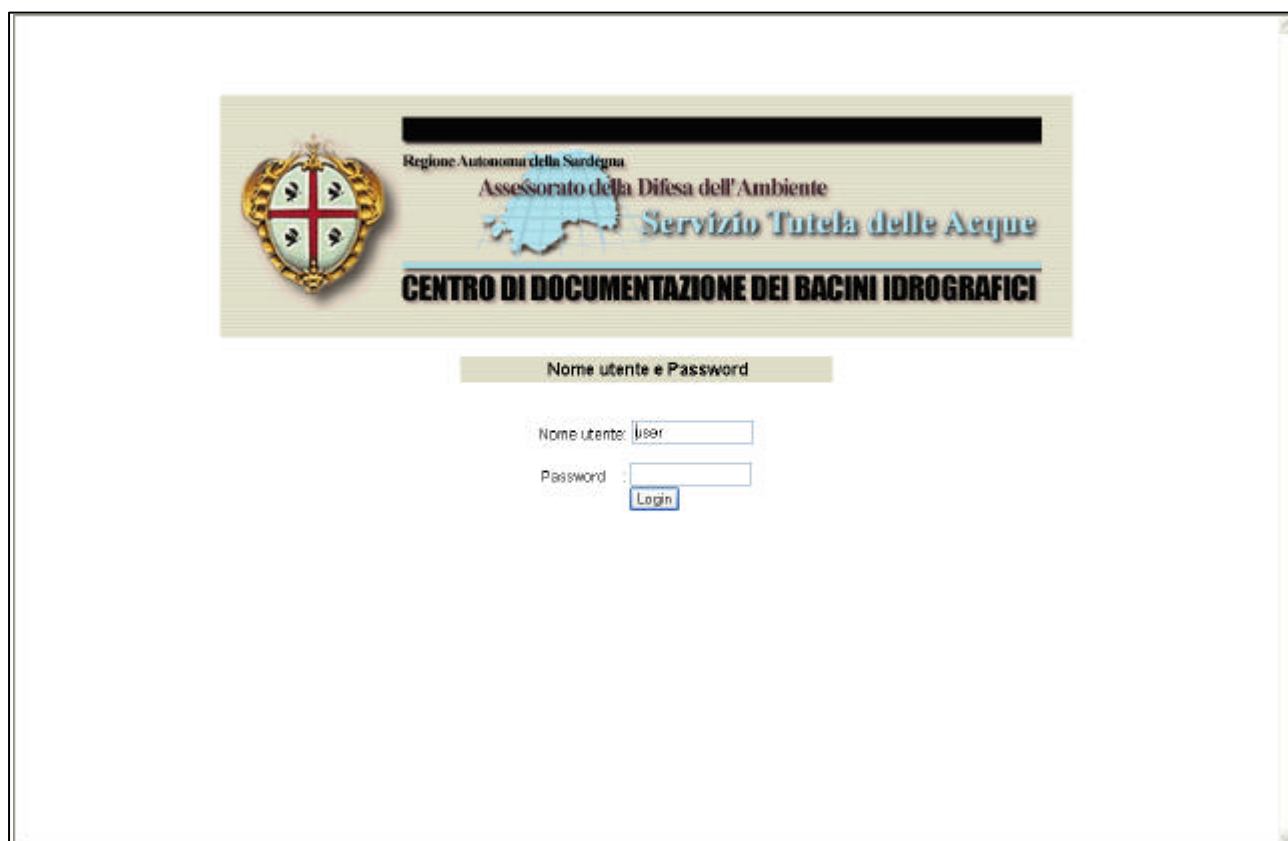 Regione Autonoma della Sardegna
Assessorato della Difesa dell'Ambiente
Servizio Tutela delle Acque
CENTRO DI DOCUMENTAZIONE DEI BACINI IDROGRAFICI
Nome utente e Password
Nome utente: user
Password :
Login